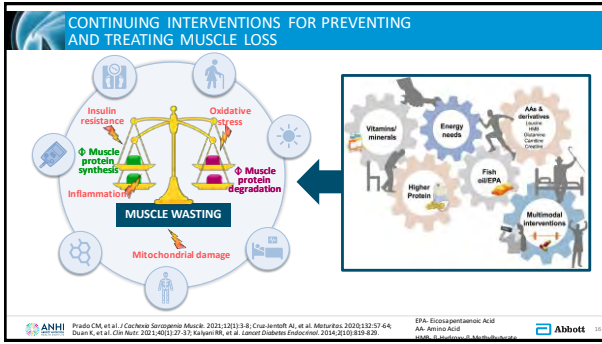 CONTINUING INTERVENTIONS FOR PREVENTING
AND TREATING MUSCLE LOSS
Insulin
resistance
Oxidative
stress
Φ Muscle
protein
synthesis
Φ Muscle
protein
degradation
Inflammation
MUSCLE WASTING
Mitochondrial damage
Vitamins/
minerals
Energy
needs
AAs &
derivatives
Leucine
HMB
Glutamine
Carnitine
Creatine
Higher
Protein
Fish
oil/EPA
Multimodal
interventions
ANHI
Prado CM, et al. J Cachexia Sarcopenia Muscle. 2021;12(1):3-8; Cruz-Jentoft AJ, et al. Maturitas. 2020;132:57-64;
Duan K, et al. Clin Nutr. 2021;40(1):27-37; Kalyani RR, et al. Lancet Diabetes Endocrinol. 2014;2(10):819-829.
EPA- Eicosapentaenoic Acid
AA- Amino Acid
HMB- β-Hydroxy-β-Methylbutyrate
Abbott
16